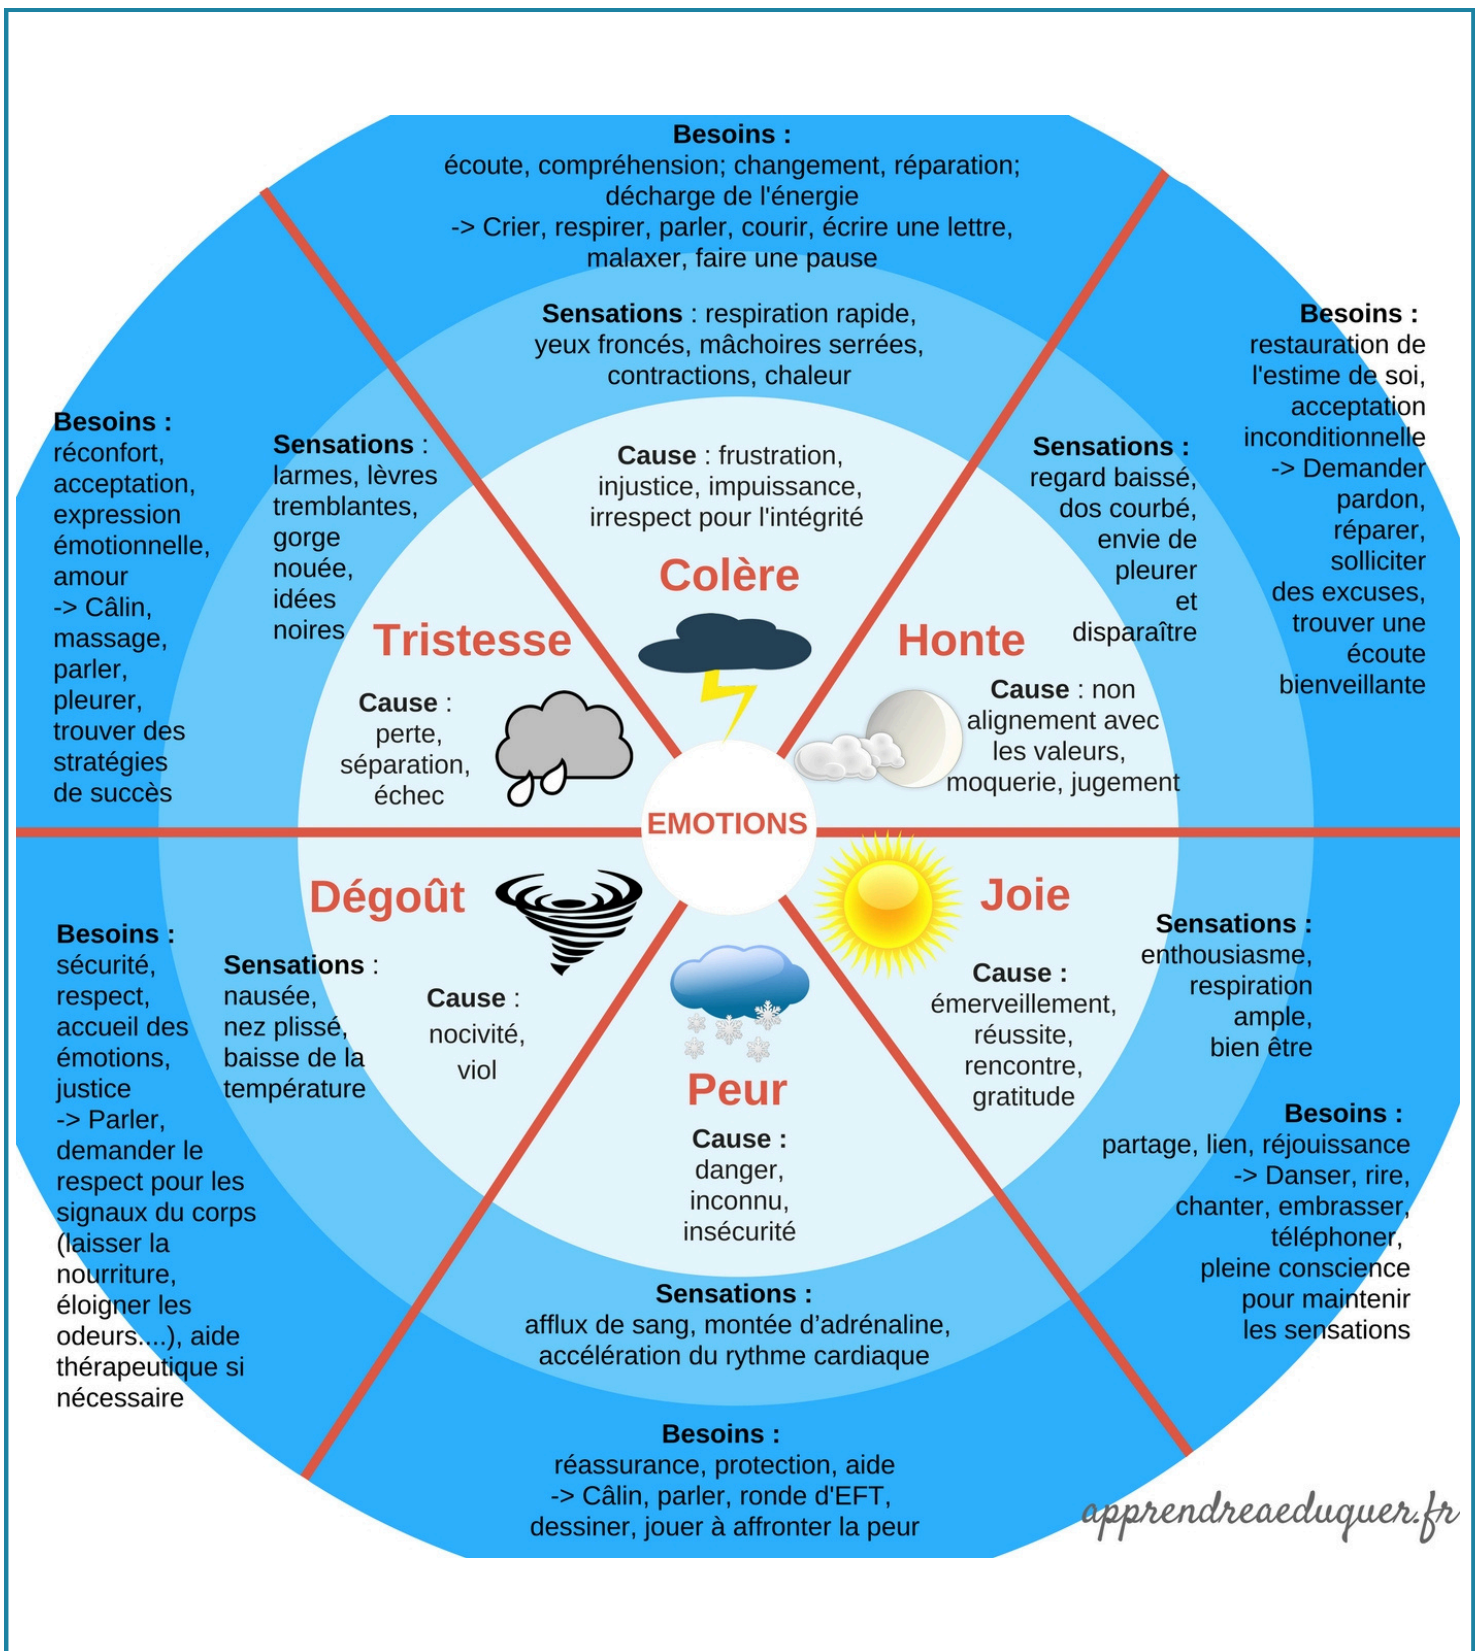 Besoins :
écoute, compréhension; changement, réparation;
décharge de l'énergie
-> Crier, respirer, parler, courir, écrire une lettre,
malaxer, faire une pause
Sensations : respiration rapide,
yeux froncés, mâchoires serrées,
contractions, chaleur
Cause : frustration,
injustice, impuissance,
irrespect pour l'intégrité
Colère
Besoins :
restauration de
l'estime de soi,
acceptation
inconditionnelle
-> Demander
pardon,
réparer,
solliciter
des excuses,
trouver une
écoute
bienveillante
Sensations :
regard baissé,
dos courbé,
envie de
pleurer
et
disparaître
Honte
Cause : non
alignement avec
les valeurs,
moquerie, jugement
Besoins :
réconfort,
acceptation,
expression
émotionnelle,
amour
-> Câlin,
massage,
parler,
pleurer,
trouver des
stratégies
de succès
Sensations :
larmes, lèvres
tremblantes,
gorge
nouée,
idées
noires
Tristesse
Cause :
perte,
séparation,
échec
EMOTIONS
Dégoût
Besoins :
sécurité,
respect,
accueil des
émotions,
justice
-> Parler,
demander le
respect pour les
signaux du corps
(laisser la
nourriture,
éloigner les
odeurs....), aide
thérapeutique si
nécessaire
Sensations :
nausée,
nez plissé,
baisse de la
température
Cause :
nocivité,
viol
Peur
Cause :
danger,
inconnu,
insécurité
Sensations :
afflux de sang, montée d’adrénaline,
accélération du rythme cardiaque
Besoins :
réassurance, protection, aide
-> Câlin, parler, ronde d'EFT,
dessiner, jouer à affronter la peur
Joie
Cause :
émerveillement,
réussite,
rencontre,
gratitude
Sensations :
enthousiasme,
respiration
ample,
bien être
Besoins :
partage, lien, réjouissance
-> Danser, rire,
chanter, embrasser,
téléphoner,
pleine conscience
pour maintenir
les sensations
apprendreaeduquer.fr